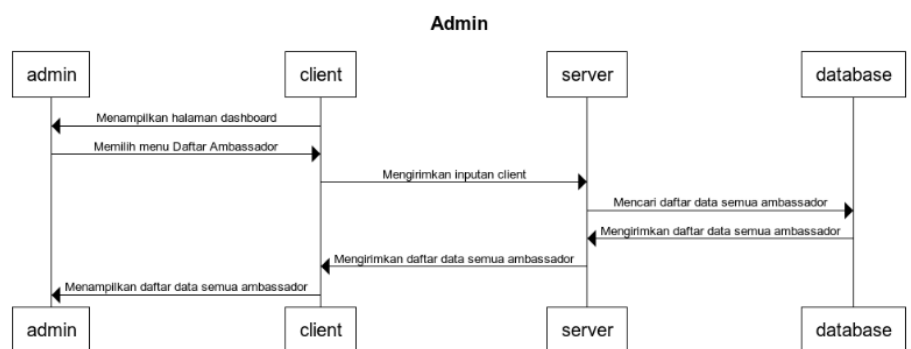 Admin
admin client server database
Menampilkan halaman dashboard
Memilih menu Daftar Ambassador
Mengirimkan inputan client
Mencari daftar data semua ambassador
Mengirimkan daftar data semua ambassador
Mengirimkan daftar data semua ambassador
Menampilkan daftar data semua ambassador
admin client server database